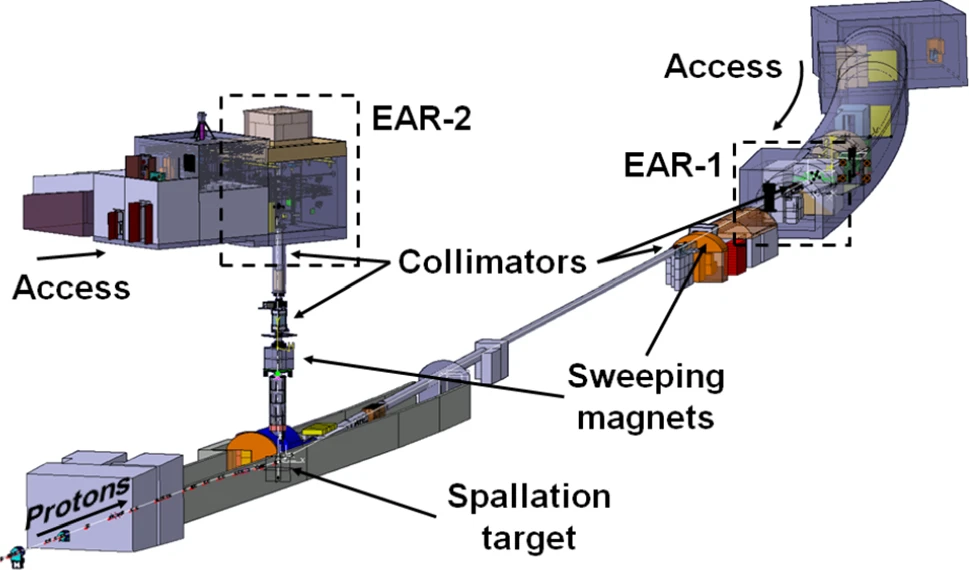 Access
EAR-2
EAR-1
Access
Collimators
Sweeping
magnets
Protons
Spallation
target